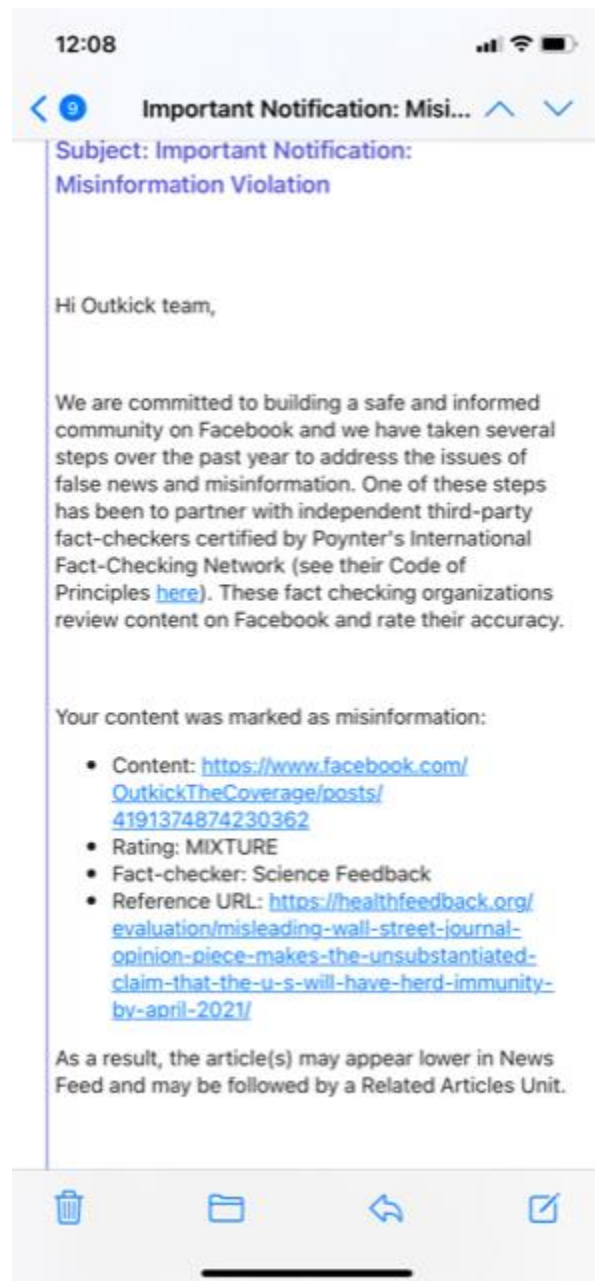 12:08
9
Important Notification: Misi...
Subject: Important Notification:
Misinformation Violation
Hi Outkick team,
We are committed to building a safe and informed
community on Facebook and we have taken several
steps over the past year to address the issues of
false news and misinformation. One of these steps
has been to partner with independent third-party
fact-checkers certified by Poynter's International
Fact-Checking Network (see their Code of
Principles here). These fact checking organizations
review content on Facebook and rate their accuracy.
Your content was marked as misinformation:
• Content: https://www.facebook.com/
OutkickTheCoverage/posts/
4191374874230362
• Rating: MIXTURE
• Fact-checker: Science Feedback
• Reference URL: https://healthfeedback.org/
evaluation/misleading-wall-street-journal-
opinion-piece-makes-the-unsubstantiated-
claim-that-the-u-s-will-have-herd-immunity-
by-april-2021/
As a result, the article(s) may appear lower in News
Feed and may be followed by a Related Articles Unit.